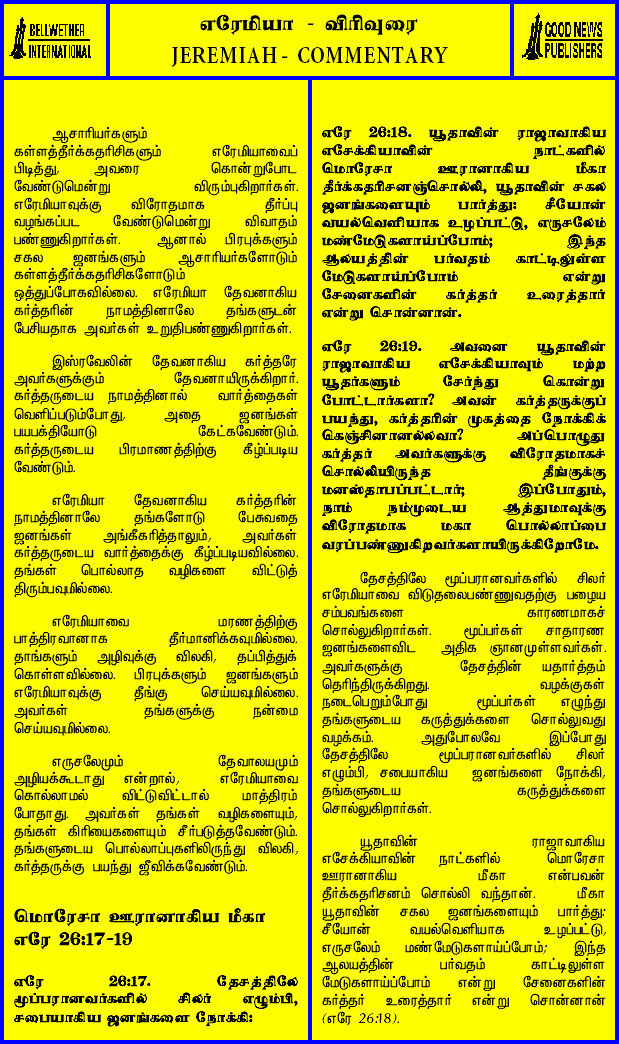 BELLWETHER
INTERNATIONAL
எரேமியா - விரிவுரை
JEREMIAH - COMMENTARY
GOOD NEWS
PUBLISHERS
ஆசாரியர்களும்
கள்ளத்தீர்க்கதரிசிகளும் எரேமியாவைப்
பிடித்து, அவரை கொன்றுபோட
வேண்டுமென்று விரும்புகிறார்கள்.
எரேமியாவுக்கு விரோதமாக தீர்ப்பு
வழங்கப்பட வேண்டுமென்று விவாதம்
பண்ணுகிறார்கள். ஆனால் பிரபுக்களும்
சகல ஜனங்களும் ஆசாரியர்களோடும்
கள்ளத்தீர்க்கதரிசிகளோடும்
ஒத்துப்போகவில்லை. எரேமியா தேவனாகிய
கர்த்தரின் நாமத்தினாலே தங்களுடன்
பேசியதாக அவர்கள் உறுதிபண்ணுகிறார்கள்.
இஸ்ரவேலின் தேவனாகிய கர்த்தரே
அவர்களுக்கும் தேவனாயிருக்கிறார்.
கர்த்தருடைய நாமத்தினால் வார்த்தைகள்
வெளிப்படும்போது, அதை ஜனங்கள்
பயபக்தியோடு கேட்கவேண்டும்.
கர்த்தருடைய பிரமாணத்திற்கு கீழ்ப்படிய
வேண்டும்.
எரேமியா தேவனாகிய கர்த்தரின்
நாமத்தினாலே தங்களோடு பேசுவதை
ஜனங்கள் அங்கீகரித்தாலும், அவர்கள்
கர்த்தருடைய வார்த்தைக்கு கீழ்ப்படியவில்லை.
தங்கள் பொல்லாத வழிகளை விட்டுத்
திரும்பவுமில்லை.
எரேமியாவை மரணத்திற்கு
பாத்திரவானாக தீர்மானிக்கவுமில்லை.
தாங்களும் அழிவுக்கு விலகி, தப்பித்துக்
கொள்ளவில்லை. பிரபுக்களும் ஜனங்களும்
எரேமியாவுக்கு தீங்கு செய்யவுமில்லை.
அவர்கள் தங்களுக்கு நன்மை
செய்யவுமில்லை.
எருசலேமும் தேவாலயமும்
அழியக்கூடாது என்றால், எரேமியாவை
கொல்லாமல் விட்டுவிட்டால் மாத்திரம்
போதாது. அவர்கள் தங்கள் வழிகளையும்,
தங்கள் கிரியைகளையும் சீர்படுத்தவேண்டும்.
தங்களுடைய பொல்லாப்புகளிலிருந்து விலகி,
கர்த்தருக்கு பயந்து ஜீவிக்கவேண்டும்.
மொரேசா ஊரானாகிய மீகா
எரே 26:17-19
எரே 26:17. தேசத்திலே
மூப்பரானவர்களில் சிலர் எழும்பி,
சபையாகிய ஜனங்களை நோக்கி:
எரே 26:18. யூதாவின் ராஜாவாகிய
எசேக்கியாவின் நாட்களில்
மொரேசா ஊரானாகிய மீகா
தீர்க்கதரிசனஞ்சொல்லி, யூதாவின் சகல
ஜனங்களையும் பார்த்து: சீயோன்
வயல்வெளியாக உழப்பட்டு, எருசலேம்
மண்மேடுகளாய்ப்போம்; இந்த
ஆலயத்தின் பர்வதம் காட்டிலுள்ள
மேடுகளாய்ப்போம் என்று
சேனைகளின் கர்த்தர் உரைத்தார்
என்று சொன்னான்.
எரே 26:19. அவனை யூதாவின்
ராஜாவாகிய எசேக்கியாவும் மற்ற
யூதர்களும் சேர்ந்து கொன்று
போட்டார்களா? அவன் கர்த்தருக்குப்
பயந்து, கர்த்தரின் முகத்தை நோக்கிக்
கெஞ்சினானல்லவா? அப்பொழுது
கர்த்தர் அவர்களுக்கு விரோதமாகச்
சொல்லியிருந்த தீங்குக்கு
மனஸ்தாபப்பட்டார்; இப்போதும்,
நாம் நம்முடைய ஆத்துமாவுக்கு
விரோதமாக மகா பொல்லாப்பை
வரப்பண்ணுகிறவர்களாயிருக்கிறோமே.
தேசத்திலே மூப்பரானவர்களில் சிலர்
எரேமியாவை விடுதலைபண்ணுவதற்கு பழைய
சம்பவங்களை காரணமாகச்
சொல்லுகிறார்கள். மூப்பர்கள் சாதாரண
ஜனங்களைவிட அதிக ஞானமுள்ளவர்கள்.
அவர்களுக்கு தேசத்தின் யதார்த்தம்
தெரிந்திருக்கிறது. வழக்குகள்
நடைபெறும்போது மூப்பர்கள் எழுந்து
தங்களுடைய கருத்துக்களை சொல்லுவது
வழக்கம். அதுபோலவே இப்போது
தேசத்திலே மூப்பரானவர்களில் சிலர்
எழும்பி, சபையாகிய ஜனங்களை நோக்கி,
தங்களுடைய கருத்துக்களை
சொல்லுகிறார்கள்.
யூதாவின் ராஜாவாகிய
எசேக்கியாவின் நாட்களில் மொரேசா
ஊரானாகிய மீகா என்பவன்
தீர்க்கதரிசனம் சொல்லி வந்தான். மீகா
யூதாவின் சகல ஜனங்களையும் பார்த்து:
சீயோன் வயல்வெளியாக உழப்பட்டு,
எருசலேம் மண்மேடுகளாய்ப்போம்; இந்த
ஆலயத்தின் பர்வதம் காட்டிலுள்ள
மேடுகளாய்ப்போம் என்று சேனைகளின்
கர்த்தர் உரைத்தார் என்று சொன்னான்
(எரே 26:18).